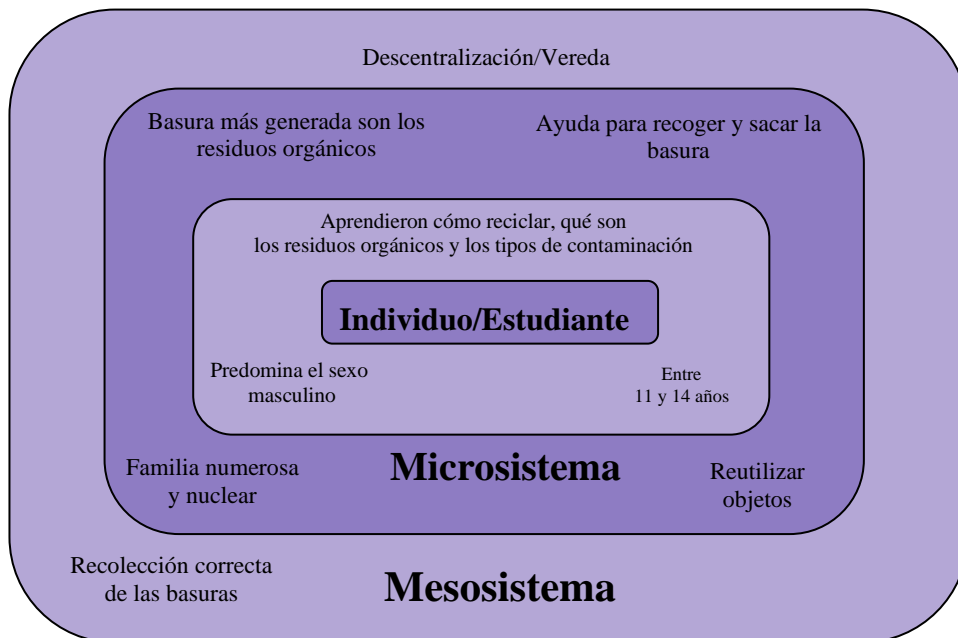 Descentralización/Vereda
Basura más generada son los
residuos orgánicos
Ayuda para recoger y sacar la
basura
Aprendieron cómo reciclar, qué son
los residuos orgánicos y los tipos de contaminación
Individuo/Estudiante
Predomina el sexo
masculino
Entre
11 y 14 años
Familia numerosa
y nuclear
Microsistema
Reutilizar
objetos
Recolección correcta
de las basuras
Mesosistema